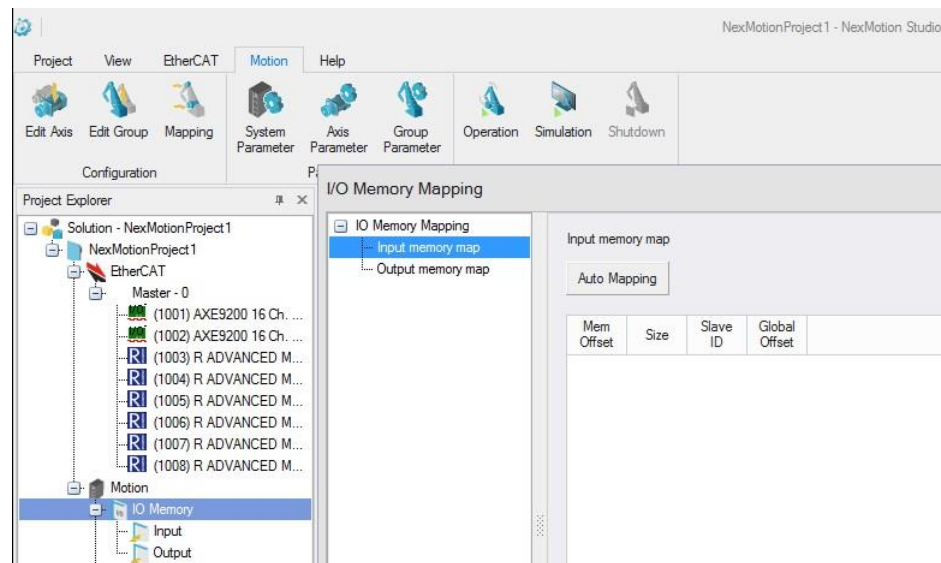 NexMotionProject1 - NexMotion Studio
Project View EtherCAT Motion Help
Edit Axis Edit Group Mapping System Parameter Axis Parameter Group Parameter Operation Simulation Shutdown
Configuration
Project Explorer
Solution - NexMotionProject1
NexMotionProject1
EtherCAT
Master - 0
(1001) AXE9200 16 Ch. ...
(1002) AXE9200 16 Ch. ...
(1003) R ADVANCED M...
(1004) R ADVANCED M...
(1005) R ADVANCED M...
(1006) R ADVANCED M...
(1007) R ADVANCED M...
(1008) R ADVANCED M...
Motion
IO Memory
Input
Output
I/O Memory Mapping
IO Memory Mapping
Input memory map
Output memory map
Input memory map
Auto Mapping
Mem Offset Size Slave ID Global Offset